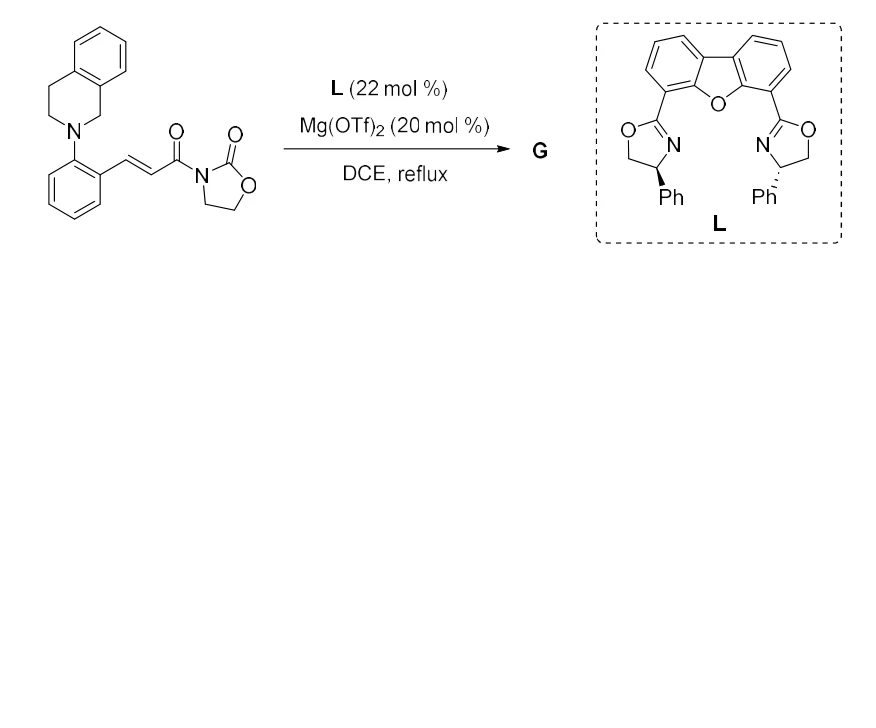 L (22 mol %)
Mg(OTf)2 (20 mol %)
DCE, reflux
G
N
O
O
N
O
O
O
N
N
O
Ph
Ph
L